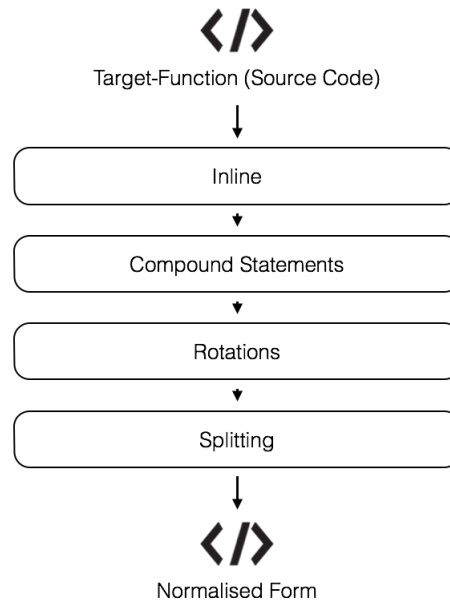 </>
Target-Function (Source Code)
Inline
Compound Statements
Rotations
Splitting
</>
Normalised Form